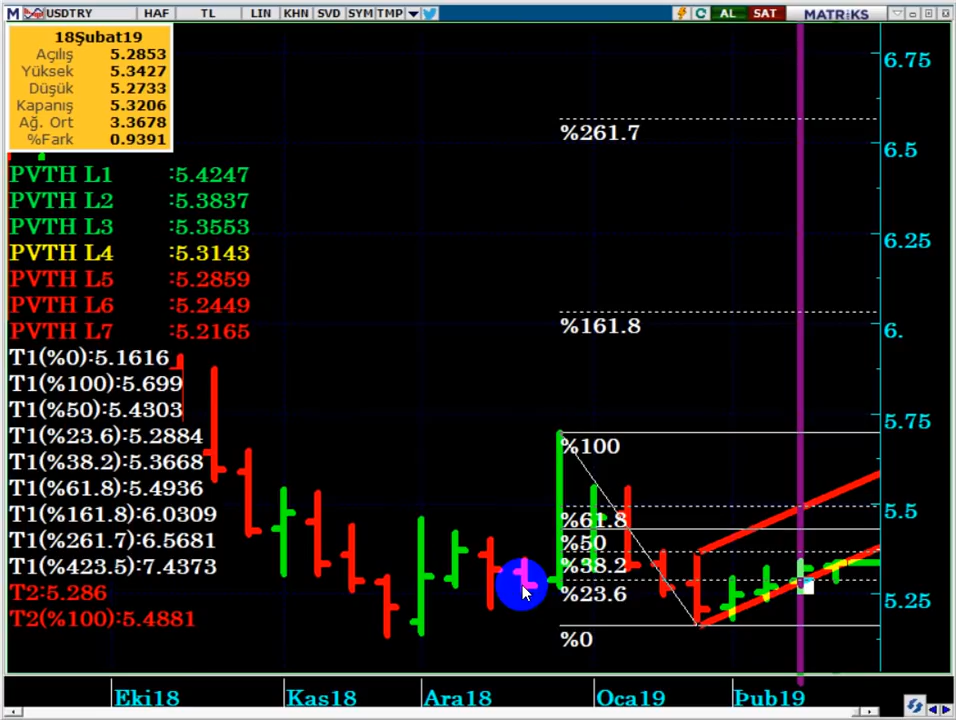 M USDTRY HAF TL LIN KHN SVD SYM TMP AL SAT MATRİKS
18Şubat19
Açılış 5.2853
Yüksek 5.3427
Düşük 5.2733
Kapanış 5.3206
Ağ. Ort 3.3678
%Fark 0.9391
PVTH L1 :5.4247
PVTH L2 :5.3837
PVTH L3 :5.3553
PVTH L4 :5.3143
PVTH L5 :5.2859
PVTH L6 :5.2449
PVTH L7 :5.2165
T1(%0):5.1616
T1(%100):5.699
T1(%50):5.4303
T1(%23.6):5.2884
T1(%38.2):5.3668
T1(%61.8):5.4936
T1(%161.8):6.0309
T1(%261.7):6.5681
T1(%423.5):7.4373
T2:5.286
T2(%100):5.4881
%261.7
%161.8
%100
%61.8
%50
%38.2
%23.6
%0
6.75
6.5
6.25
6.
5.75
5.5
5.25
Eki18 Kas18 Ara18 Oca19 Şub19